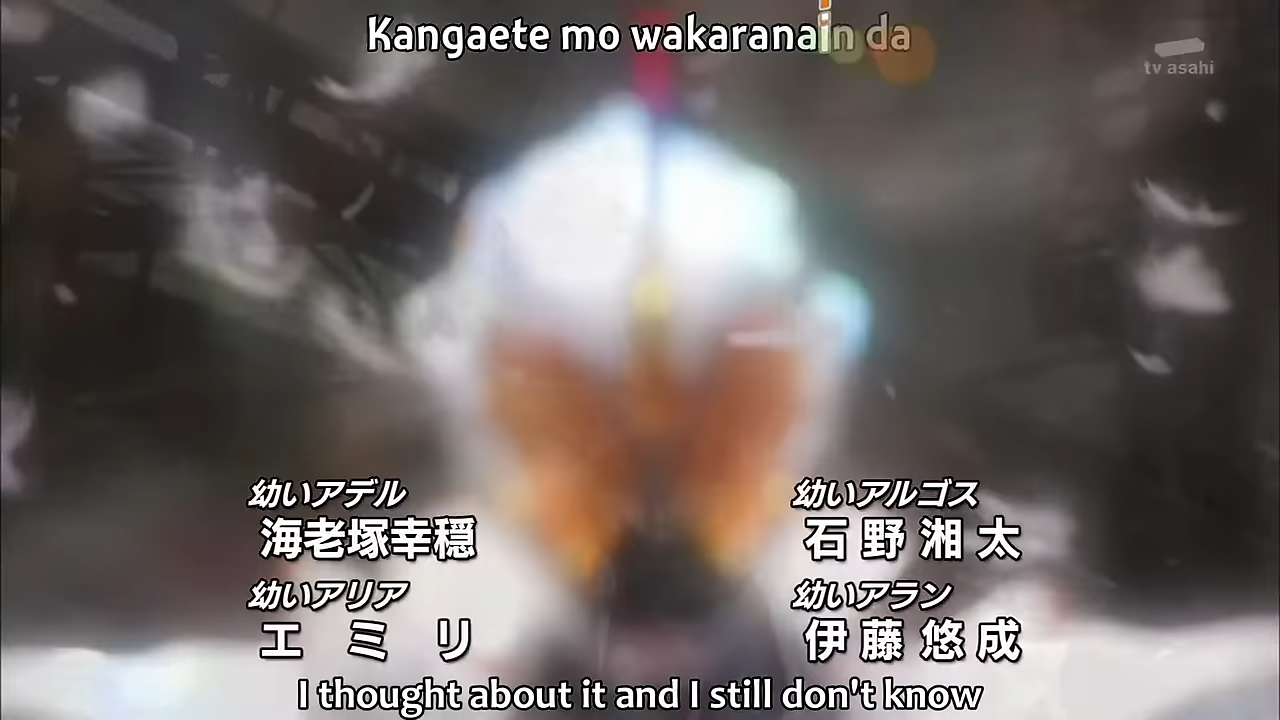 Kangaete mo wakaranain da
tv asahi
幼いアデル
海老塚幸穏
幼いアルゴス
石野湘太
幼いアリア
エミリ
幼いアラン
伊藤悠成
I thought about it and I still don't know